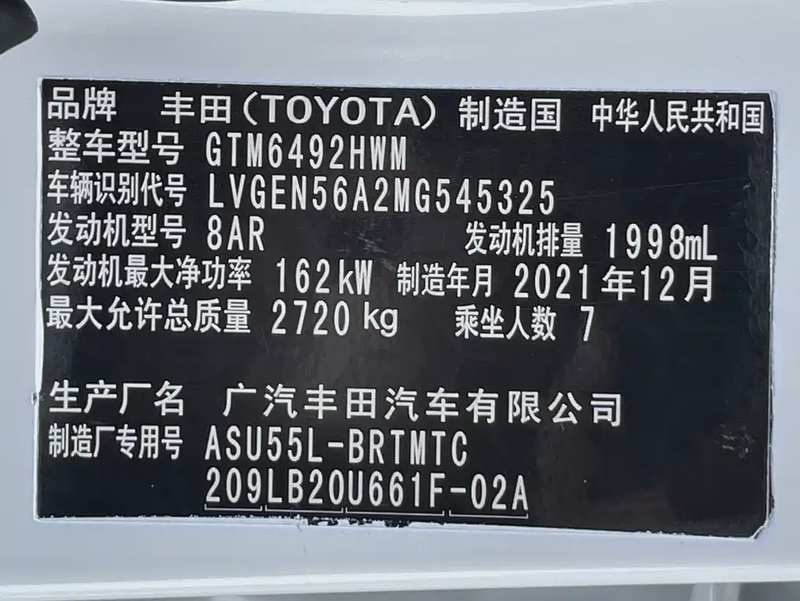 品牌 丰田(TOYOTA) 制造国 中华人民共和国
整车型号 GTM6492HWM
车辆识别代号 LVGEN56A2MG545325
发动机型号 8AR 发动机排量 1998mL
发动机最大净功率 162kW 制造年月 2021年12月
最大允许总质量 2720kg 乘坐人数 7
生产厂名 广汽丰田汽车有限公司
制造厂专用号 ASU55L-BRTMTC
209LB20U661F-02A